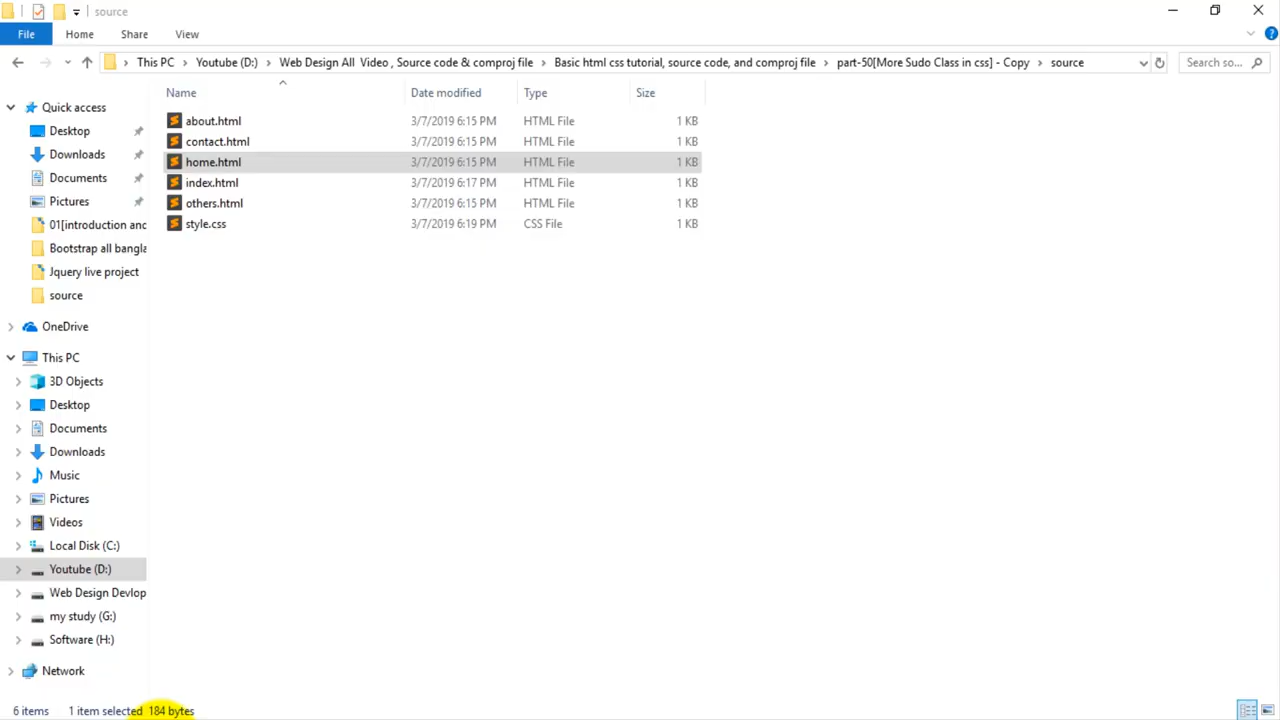 source
File Home Share View
This PC Youtube (D:) Web Design All Video , Source code & comproj file Basic html css tutorial, source code, and comproj file part-50[More Sudo Class in css] - Copy source Search so...
Name Date modified Type Size
Quick access
Desktop
Downloads
Documents
Pictures
01[introduction and
Bootstrap all bangla
Jquery live project
source
OneDrive
This PC
3D Objects
Desktop
Documents
Downloads
Music
Pictures
Videos
Local Disk (C:)
Youtube (D:)
Web Design Devlop
my study (G:)
Software (H:)
Network
about.html 3/7/2019 6:15 PM HTML File 1 KB
contact.html 3/7/2019 6:15 PM HTML File 1 KB
home.html 3/7/2019 6:15 PM HTML File 1 KB
index.html 3/7/2019 6:17 PM HTML File 1 KB
others.html 3/7/2019 6:15 PM HTML File 1 KB
style.css 3/7/2019 6:19 PM CSS File 1 KB
6 items 1 item selected 184 bytes